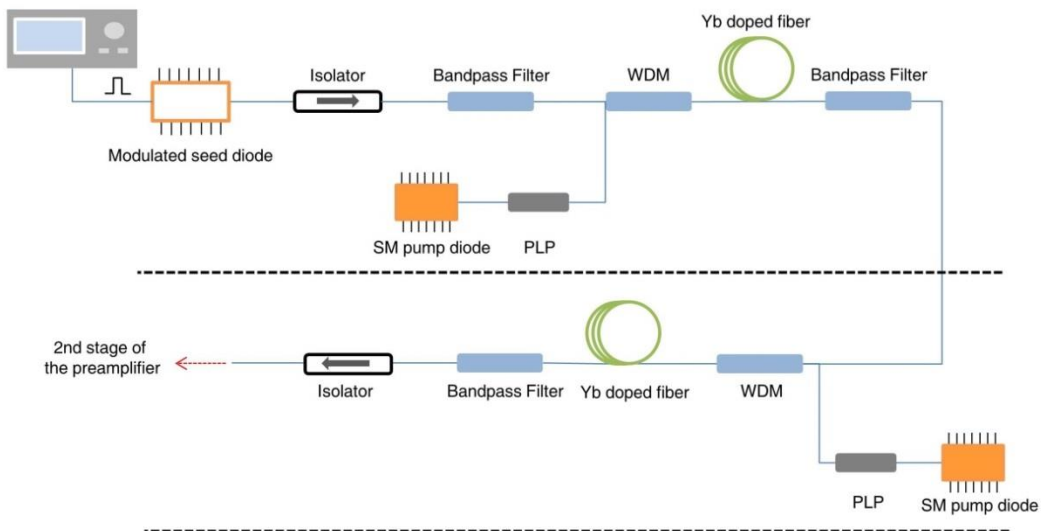 Yb doped fiber
Isolator
Bandpass Filter
WDM
Bandpass Filter
Modulated seed diode
SM pump diode
PLP
2nd stage of
the preamplifier
Isolator
Bandpass Filter
Yb doped fiber
WDM
PLP
SM pump diode